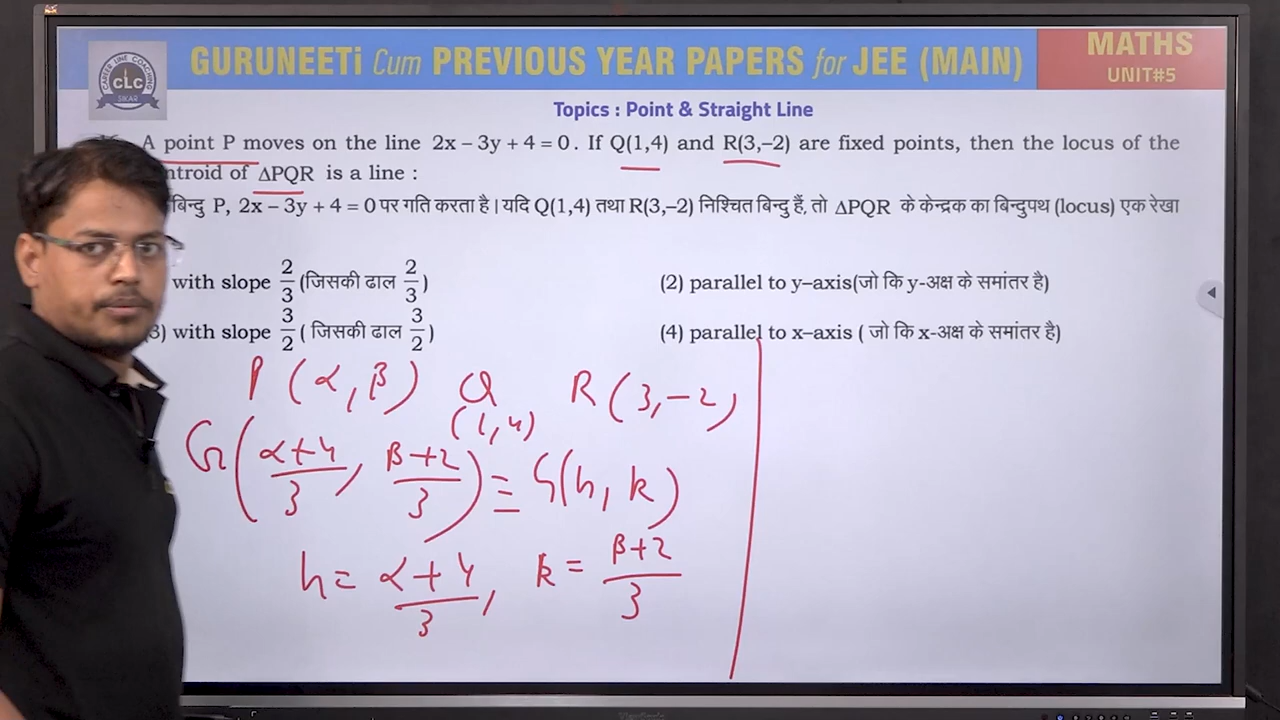 GURUNEETi Cum PREVIOUS YEAR PAPERS for JEE (MAIN)
MATHS
UNIT#5
CAREER LINE COACHING
CLC
SIKAR
Topics : Point & Straight Line
A point P moves on the line 2x – 3y + 4 = 0. If Q(1,4) and R(3,–2) are fixed points, then the locus of the
ntroid of ΔPQR is a line :
बिन्दु P, 2x – 3y + 4 = 0 पर गति करता है। यदि Q(1,4) तथा R(3,–2) निश्चित बिन्दु हैं, तो ΔPQR के केन्द्रक का बिन्दुपथ (locus) एक रेखा
with slope 2/3 (जिसकी ढाल 2/3)
(2) parallel to y–axis(जो कि y-अक्ष के समांतर है)
3) with slope 3/2 ( जिसकी ढाल 3/2)
(4) parallel to x–axis ( जो कि x-अक्ष के समांतर है)
P (α, β) Q R (3, -2)
(1, 4)
G((α+4)/3, (β+2)/3) ≡ G(h, k)
h = (α+4)/3, k = (β+2)/3